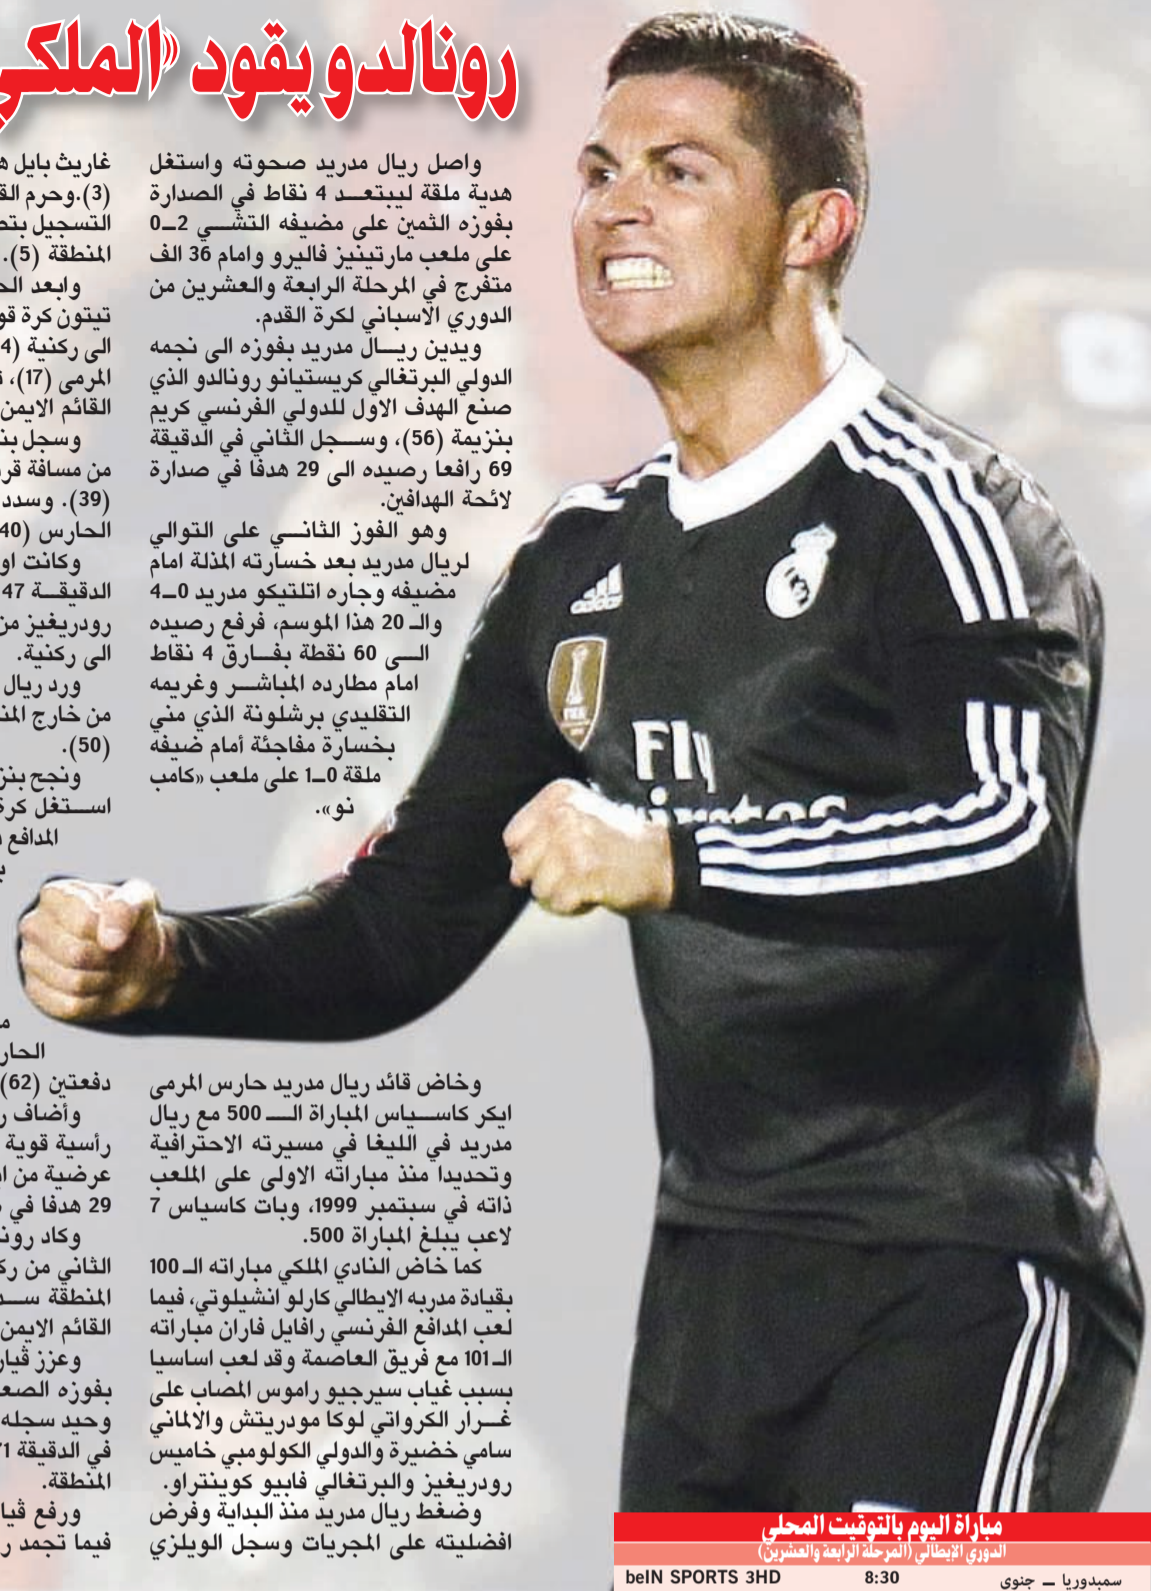 رونالدو يقود «الملكي
واصل ريال مدريد صحوته واستغل
هدية ملقة ليبتعد 4 نقاط في الصدارة
بفوزه الثمين على مضيفه التشي 2ــ0
على ملعب مارتينيز فاليرو وامام 36 الف
متفرج في المرحلة الرابعة والعشرين من
الدوري الاسباني لكرة القدم.
ويدين ريال مدريد بفوزه الى نجمه
الدولي البرتغالي كريستيانو رونالدو الذي
صنع الهدف الاول للدولي الفرنسي كريم
بنزيمة (56)، وسجل الثاني في الدقيقة
69 رافعا رصيده الى 29 هدفا في صدارة
لائحة الهدافين.
وهو الفوز الثاني على التوالي
لريال مدريد بعد خسارته المذلة امام
مضيفه وجاره اتلتيكو مدريد 0ــ4
والـ 20 هذا الموسم، فرفع رصيده
الى 60 نقطة بفارق 4 نقاط
امام مطارده المباشر وغريمه
التقليدي برشلونة الذي مني
بخسارة مفاجئة أمام ضيفه
ملقة 0ــ1 على ملعب «كامب
نو».
وخاض قائد ريال مدريد حارس المرمى
ايكر كاسياس المباراة الـ 500 مع ريال
مدريد في الليغا في مسيرته الاحترافية
وتحديدا منذ مباراته الاولى على الملعب
ذاته في سبتمبر 1999، وبات كاسياس 7
لاعب يبلغ المباراة 500.
كما خاض النادي الملكي مباراته الـ 100
بقيادة مدربه الايطالي كارلو انشيلوتي، فيما
لعب المدافع الفرنسي رافايل فاران مباراته
الـ 101 مع فريق العاصمة وقد لعب اساسيا
بسبب غياب سيرجيو راموس المصاب على
غرار الكرواتي لوكا مودريتش والالماني
سامي خضيرة والدولي الكولومبي خاميس
رودريغيز والبرتغالي فابيو كوينتراو.
وضغط ريال مدريد منذ البداية وفرض
افضليته على المجريات وسجل الويلزي
غاريث بايل
(3).وحرم
التسجيل
المنطقة (5).
وابعد
تيتون كرة
الى ركنية
المرمى (17)،
القائم الايمن
وسجل
من مسافة
(39). وسدد
الحارس
وكانت
الدقيقة 47
رودريغيز من
الى ركنية.
ورد ريال
من خارج
(50).
ونجح
استغل كرة
المدافع
دفعتين (62)
وأضاف
رأسية قوية
عرضية من
29 هدفا في
وكاد
الثاني من
المنطقة
القائم الايمن
وعزز
بفوزه
وحيد سجله
في الدقيقة
المنطقة.
ورفع
فيما تجمد
adidas
FIFA
Fly
مباراة اليوم بالتوقيت المحلي
الدوري الإيطالي (المرحلة الرابعة والعشرين)
سمبدوريا ــ جنوى 8:30 beIN SPORTS 3HD